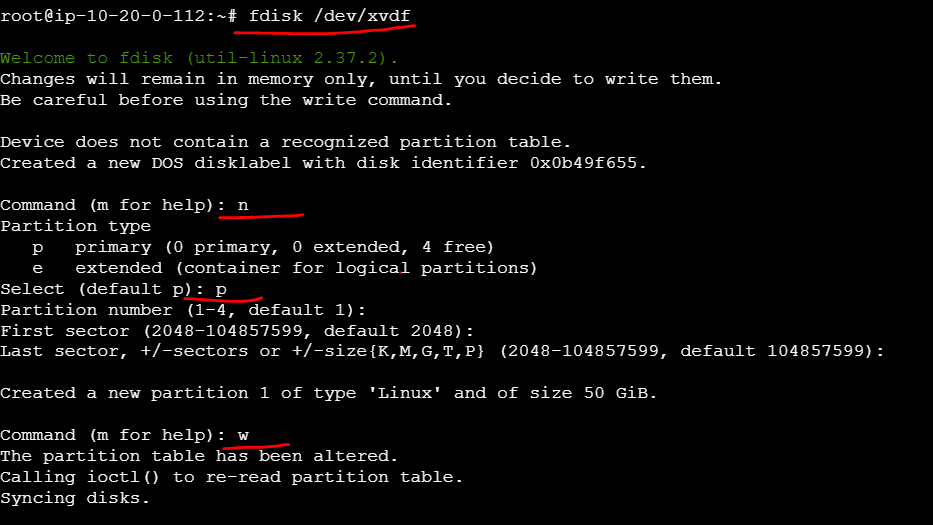 root@ip-10-20-0-112:~# fdisk /dev/xvdf
Welcome to fdisk (util-linux 2.37.2).
Changes will remain in memory only, until you decide to write them.
Be careful before using the write command.
Device does not contain a recognized partition table.
Created a new DOS disklabel with disk identifier 0x0b49f655.
Command (m for help): n
Partition type
   p   primary (0 primary, 0 extended, 4 free)
   e   extended (container for logical partitions)
Select (default p): p
Partition number (1-4, default 1):
First sector (2048-104857599, default 2048):
Last sector, +/-sectors or +/-size{K,M,G,T,P} (2048-104857599, default 104857599):
Created a new partition 1 of type 'Linux' and of size 50 GiB.
Command (m for help): w
The partition table has been altered.
Calling ioctl() to re-read partition table.
Syncing disks.